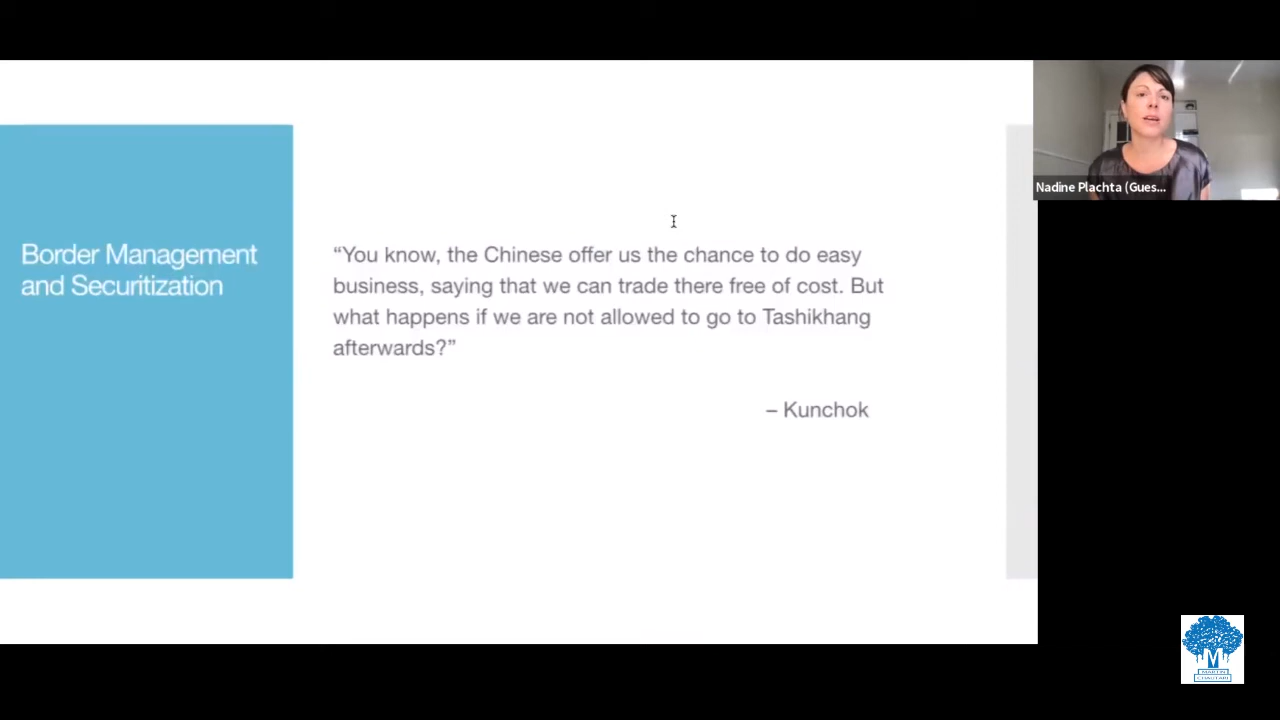 Nadine Plachta (Gues...
Border Management
and Securitization
“You know, the Chinese offer us the chance to do easy
business, saying that we can trade there free of cost. But
what happens if we are not allowed to go to Tashikhang
afterwards?”
– Kunchok
M
MARTIN
CHAUTARI